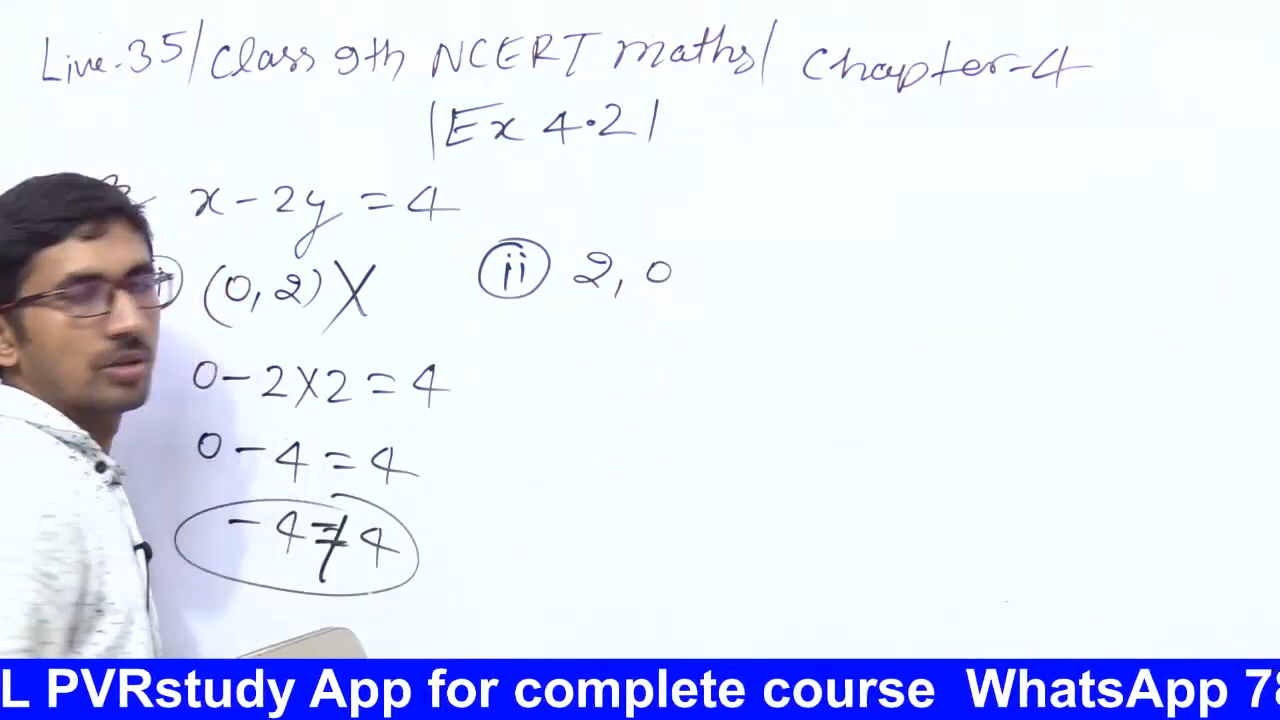 Live-35/Class 9th NCERT maths/ Chapter-4
|Ex 4.2|
x - 2y = 4
(0, 2) X
ii 2, 0
0 - 2 X 2 = 4
0 - 4 = 4
-4 ≠ 4
L PVRstudy App for complete course WhatsApp 7